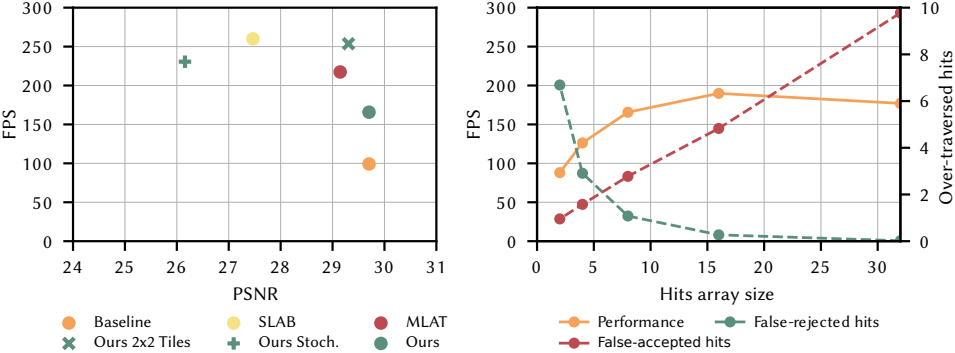 300
250
200
150
100
50
0
FPS
24 25 26 27 28 29 30 31
PSNR
Baseline SLAB MLAT
Ours 2x2 Tiles Ours Stoch. Ours
300
250
200
150
100
50
0
FPS
10
8
6
4
2
0
Over-traversed hits
0 5 10 15 20 25 30
Hits array size
Performance False-rejected hits
False-accepted hits